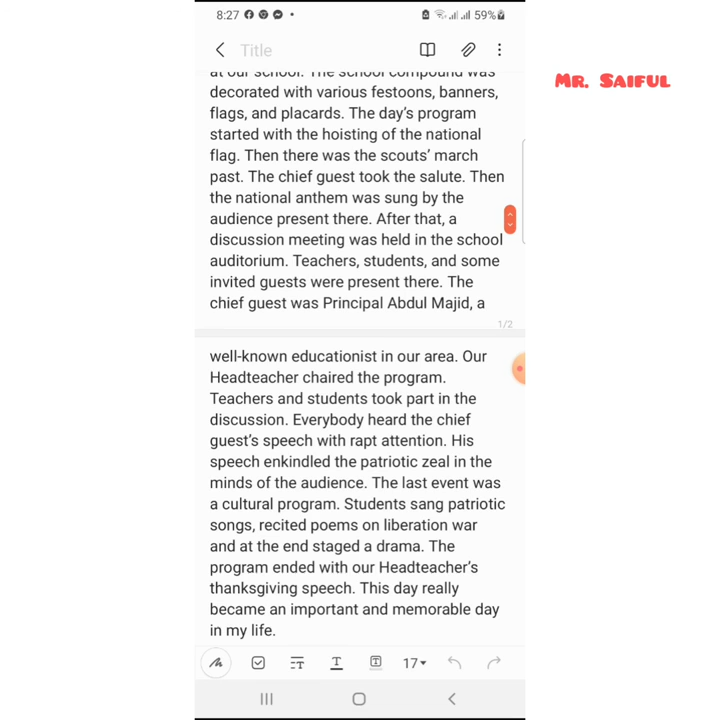 8:27
59%
Title
MR. SAIFUL
at our school. The school compound was
decorated with various festoons, banners,
flags, and placards. The day's program
started with the hoisting of the national
flag. Then there was the scouts' march
past. The chief guest took the salute. Then
the national anthem was sung by the
audience present there. After that, a
discussion meeting was held in the school
auditorium. Teachers, students, and some
invited guests were present there. The
chief guest was Principal Abdul Majid, a
1/2
well-known educationist in our area. Our
Headteacher chaired the program.
Teachers and students took part in the
discussion. Everybody heard the chief
guest's speech with rapt attention. His
speech enkindled the patriotic zeal in the
minds of the audience. The last event was
a cultural program. Students sang patriotic
songs, recited poems on liberation war
and at the end staged a drama. The
program ended with our Headteacher's
thanksgiving speech. This day really
became an important and memorable day
in my life.
17